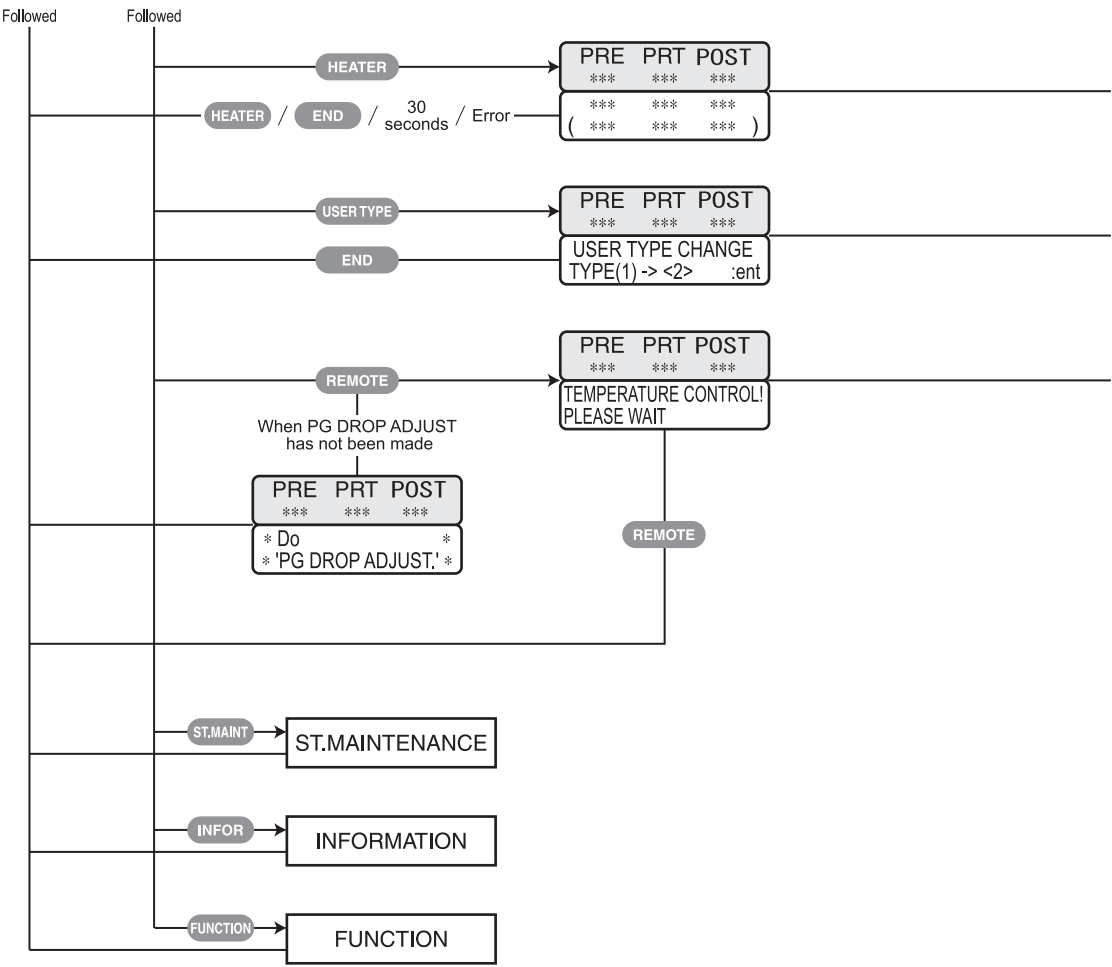 Followed Followed
HEATER
PRE PRT POST
*** *** ***
*** *** ***
( *** *** *** )
HEATER / END / 30 seconds / Error
USER TYPE
PRE PRT POST
*** *** ***
END
USER TYPE CHANGE
TYPE(1) -> <2> :ent
REMOTE
PRE PRT POST
*** *** ***
TEMPERATURE CONTROL!
PLEASE WAIT
When PG DROP ADJUST
has not been made
PRE PRT POST
*** *** ***
* Do *
* 'PG DROP ADJUST.' *
REMOTE
ST.MAINT
ST.MAINTENANCE
INFOR
INFORMATION
FUNCTION
FUNCTION